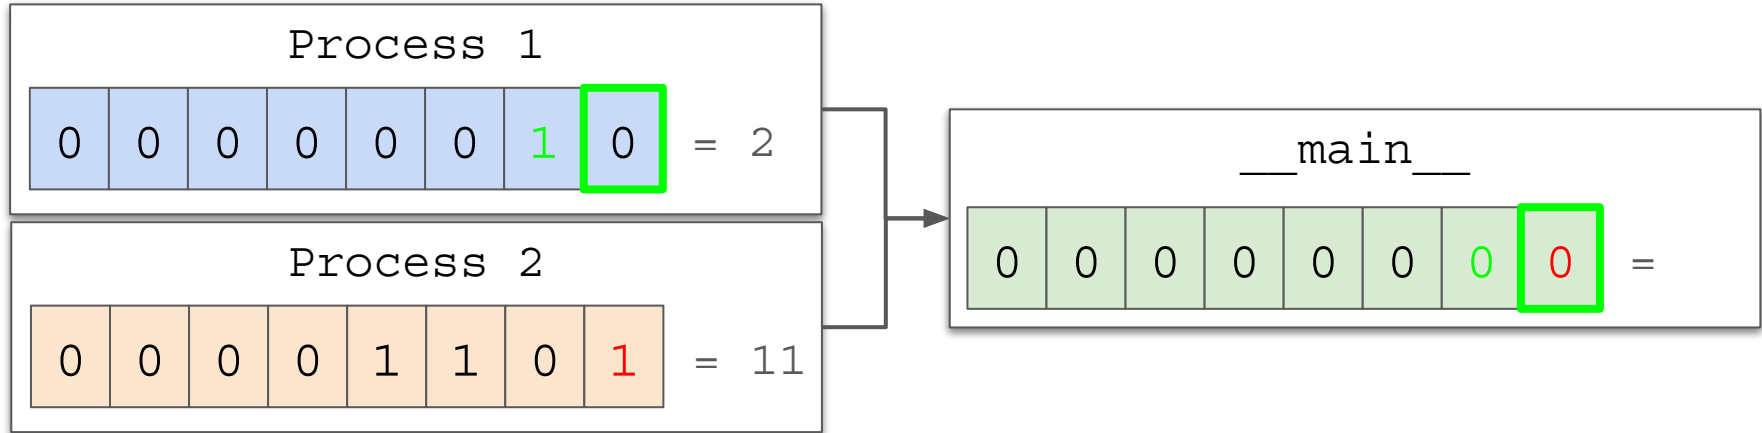 Process 1
0 0 0 0 0 0 1 0 = 2
Process 2
0 0 0 0 1 1 0 1 = 11
__main__
0 0 0 0 0 0 0 0 =